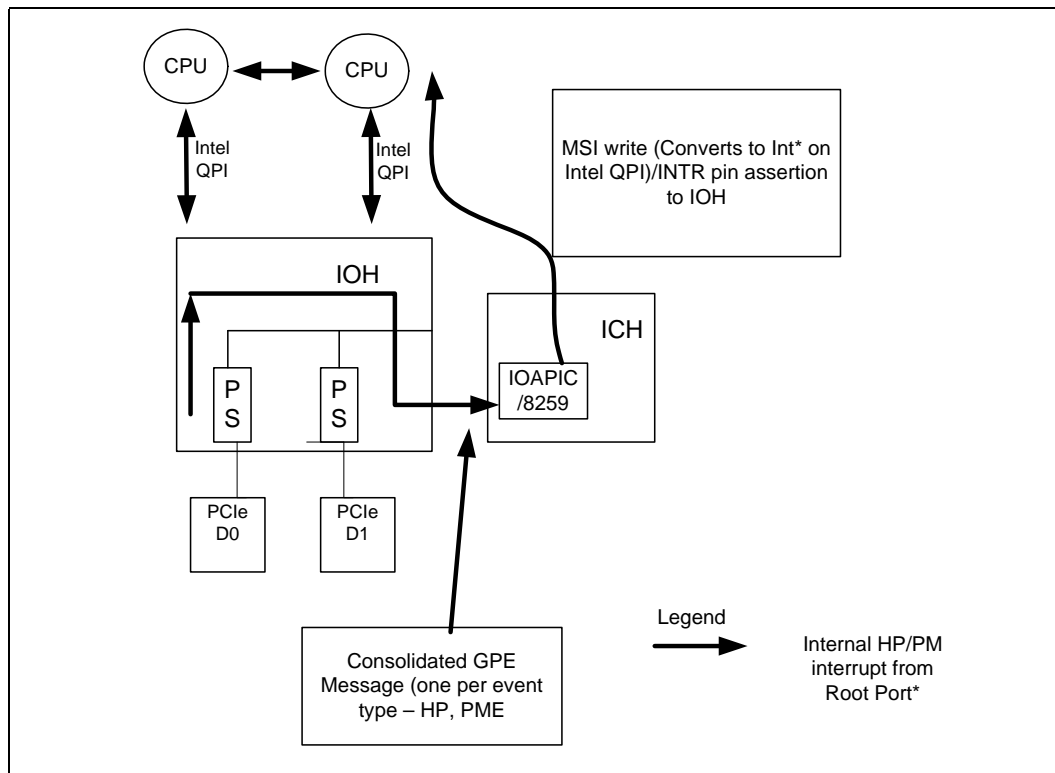 CPU
CPU
Intel
QPI
Intel
QPI
MSI write (Converts to Int* on
Intel QPI)/INTR pin assertion
to IOH
IOH
ICH
P
S
P
S
IOAPIC
/8259
PCIe
D0
PCIe
D1
Consolidated GPE
Message (one per event
type – HP, PME
Legend
Internal HP/PM
interrupt from
Root Port*